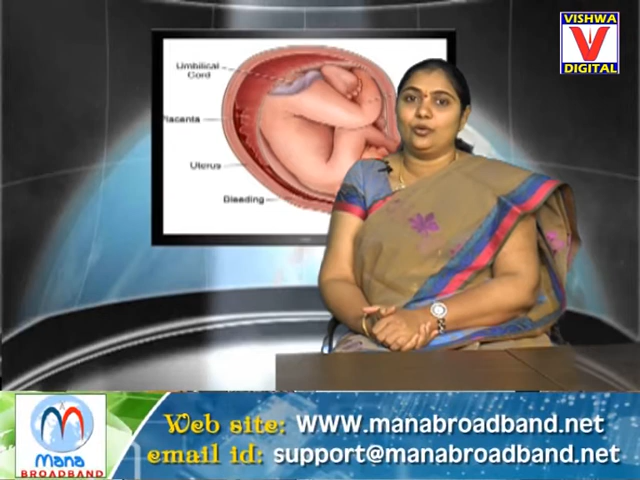 VISHWA
V
DIGITAL
Umbilical
Cord
Placenta
Uterus
Bleeding
Mana
BROADBAND
Web site: WWW.manabroadband.net
email id: support@manabroadband.net